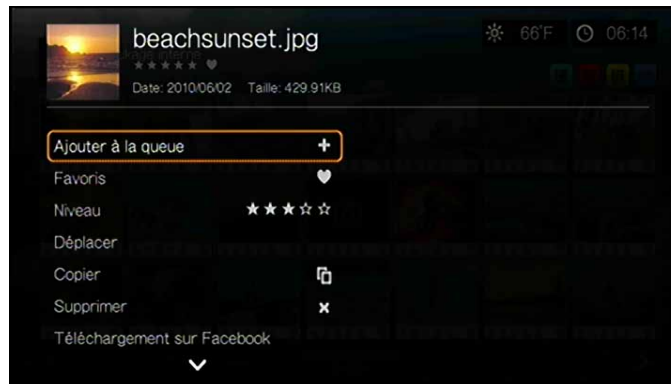 beachsunset.jpg
66°F
06:14
Date: 2010/06/02 Taille: 429.91KB
Ajouter à la queue
Favoris
Niveau
Déplacer
Copier
Supprimer
Téléchargement sur Facebook